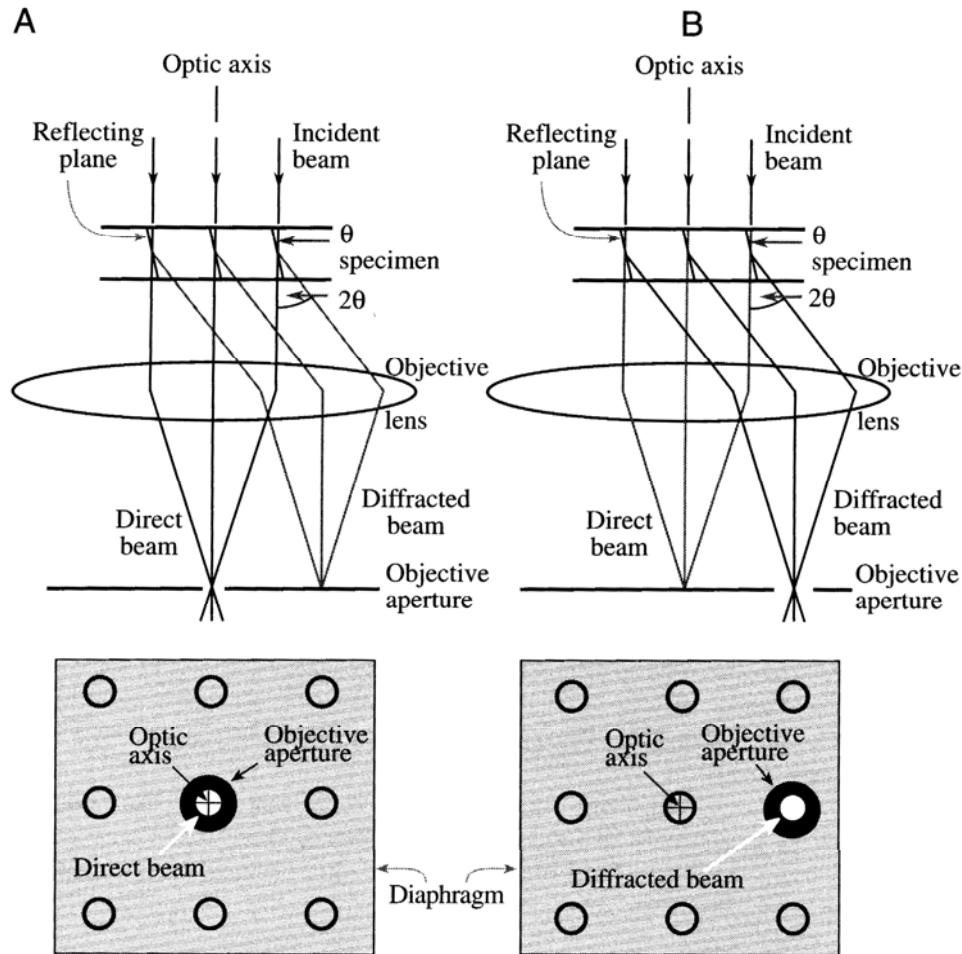 A
Optic axis
Reflecting
plane
Incident
beam
θ
specimen
2θ
Objective
lens
Direct
beam
Diffracted
beam
Objective
aperture
Optic
axis
Objective
aperture
Direct beam
B
Optic axis
Reflecting
plane
Incident
beam
θ
specimen
2θ
Objective
lens
Direct
beam
Diffracted
beam
Objective
aperture
Optic
axis
Objective
aperture
Diffracted beam
Diaphragm